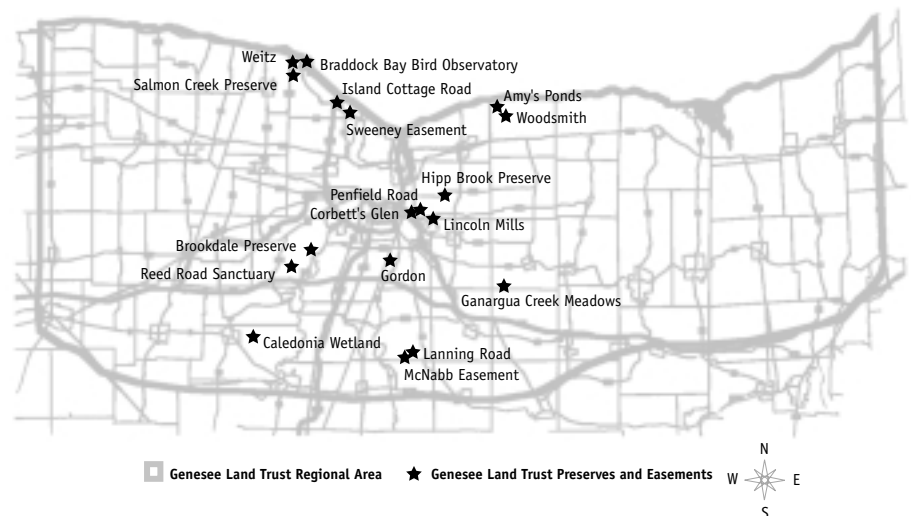 Weitz
Braddock Bay Bird Observatory
Salmon Creek Preserve
Island Cottage Road
Sweeney Easement
Amy's Ponds
Woodsmith
Hipp Brook Preserve
Penfield Road
Corbett's Glen
Lincoln Mills
Brookdale Preserve
Reed Road Sanctuary
Gordon
Ganargua Creek Meadows
Caledonia Wetland
Lanning Road
McNabb Easement
Genesee Land Trust Regional Area
Genesee Land Trust Preserves and Easements
N
W E
S